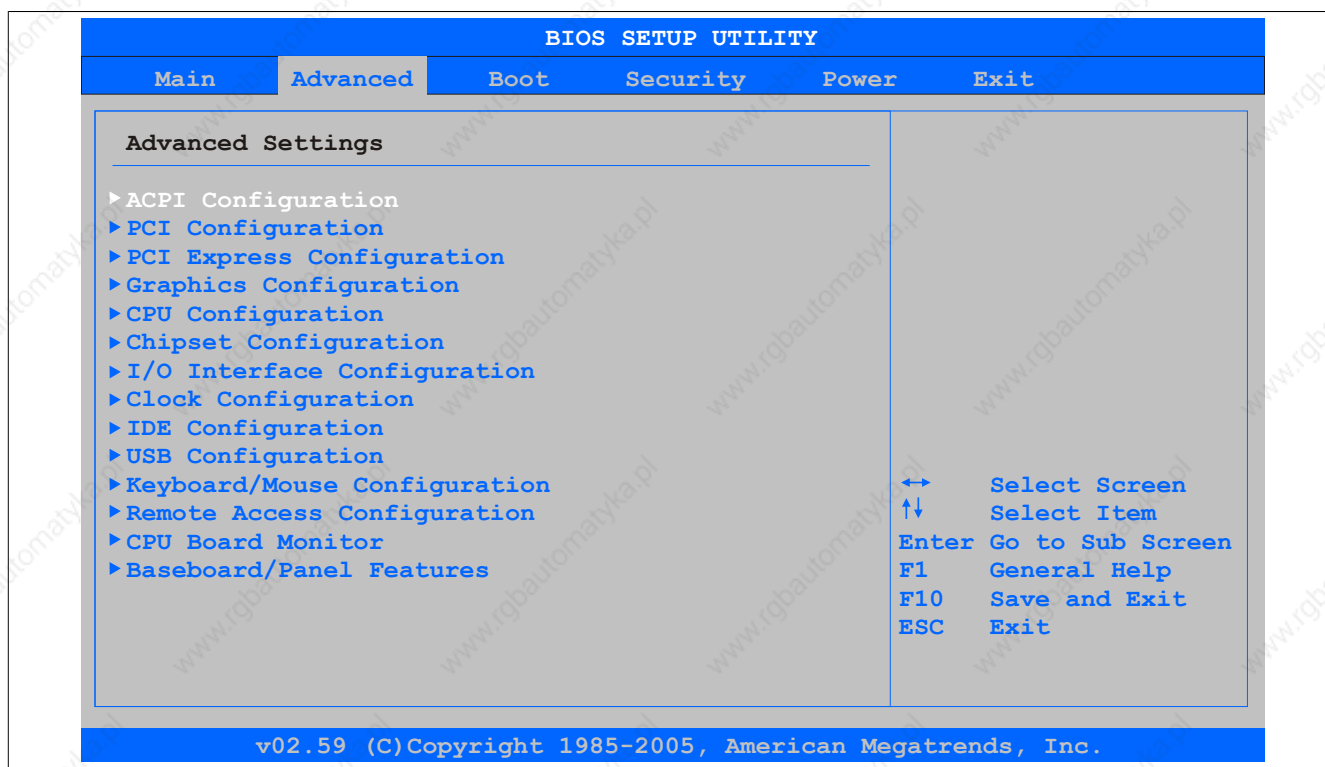 BIOS SETUP UTILITY
Main Advanced Boot Security Power Exit
Advanced Settings
ACPI Configuration
PCI Configuration
PCI Express Configuration
Graphics Configuration
CPU Configuration
Chipset Configuration
I/O Interface Configuration
Clock Configuration
IDE Configuration
USB Configuration
Keyboard/Mouse Configuration
Remote Access Configuration
CPU Board Monitor
Baseboard/Panel Features
↔ Select Screen
↑↓ Select Item
Enter Go to Sub Screen
F1 General Help
F10 Save and Exit
ESC Exit
v02.59 (C)Copyright 1985-2005, American Megatrends, Inc.
www.rgbautomatyka.pl